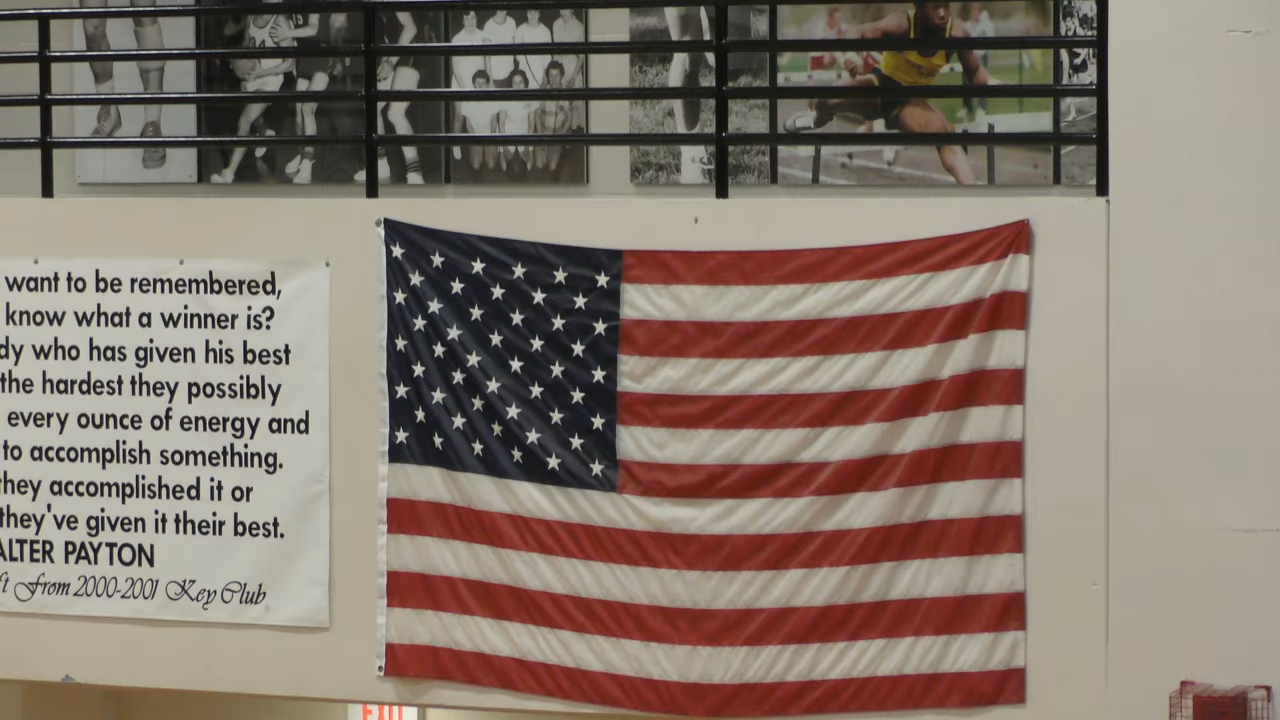 want to be remembered,
know what a winner is?
dy who has given his best
the hardest they possibly
every ounce of energy and
to accomplish something.
they accomplished it or
they've given it their best.
ALTER PAYTON
ft From 2000-2001 Key Club
EXIT